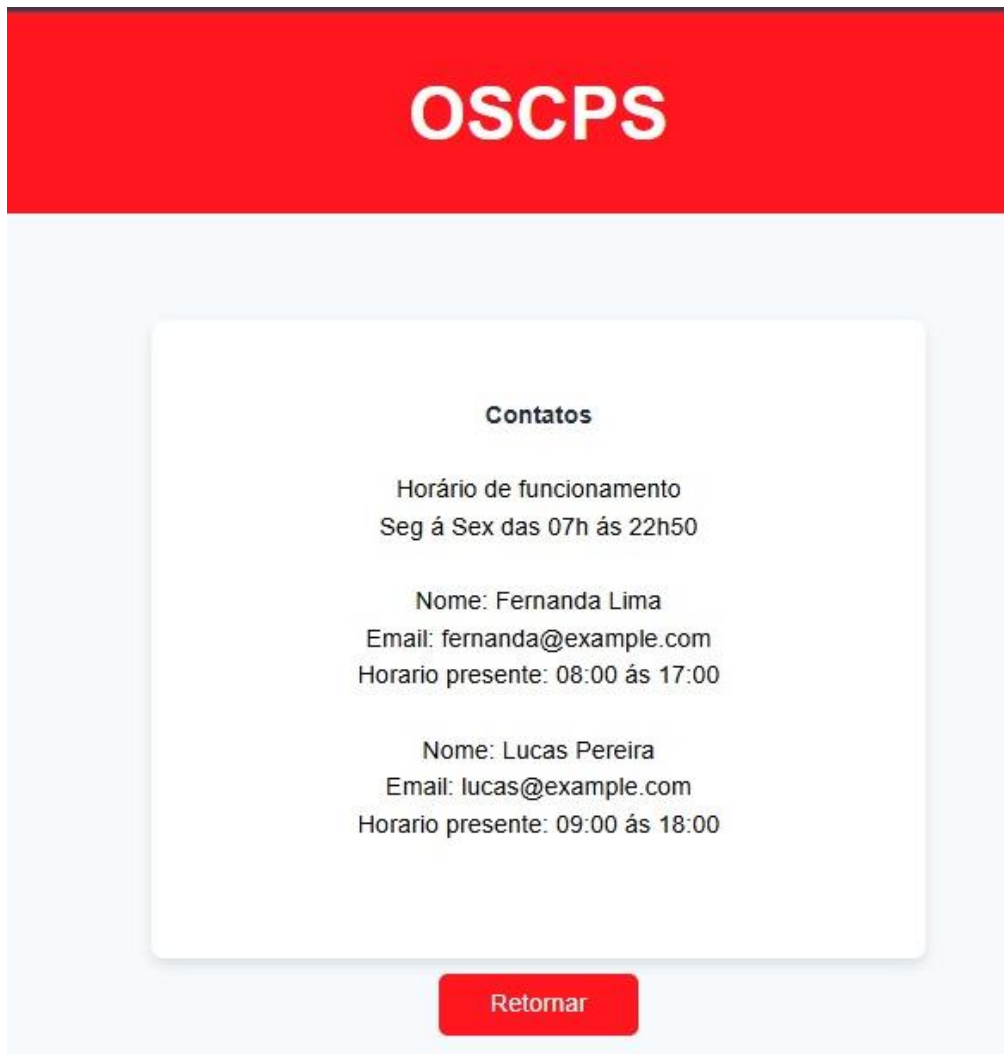 OSCPS
Contatos
Horário de funcionamento
Seg á Sex das 07h ás 22h50
Nome: Fernanda Lima
Email: fernanda@example.com
Horario presente: 08:00 ás 17:00
Nome: Lucas Pereira
Email: lucas@example.com
Horario presente: 09:00 ás 18:00
Retornar